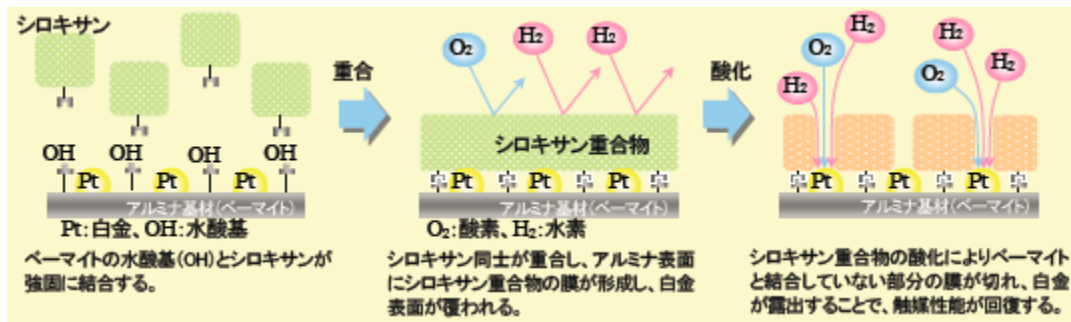 シロキサン
OH OH OH OH
Pt Pt Pt
アルミナ基材(ベーマイト)
Pt:白金、OH:水酸基
ベーマイトの水酸基(OH)とシロキサンが
強固に結合する。
重合
O₂ H₂ H₂
シロキサン重合物
Pt Pt Pt
アルミナ基材(ベーマイト)
O₂:酸素、H₂:水素
シロキサン同士が重合し、アルミナ表面
にシロキサン重合物の膜が形成し、白金
表面が覆われる。
酸化
H₂ O₂ H₂ H₂ O₂ H₂
Pt Pt Pt
アルミナ基材(ベーマイト)
シロキサン重合物の酸化によりベーマイト
と結合していない部分の膜が切れ、白金
が露出することで、触媒性能が回復する。